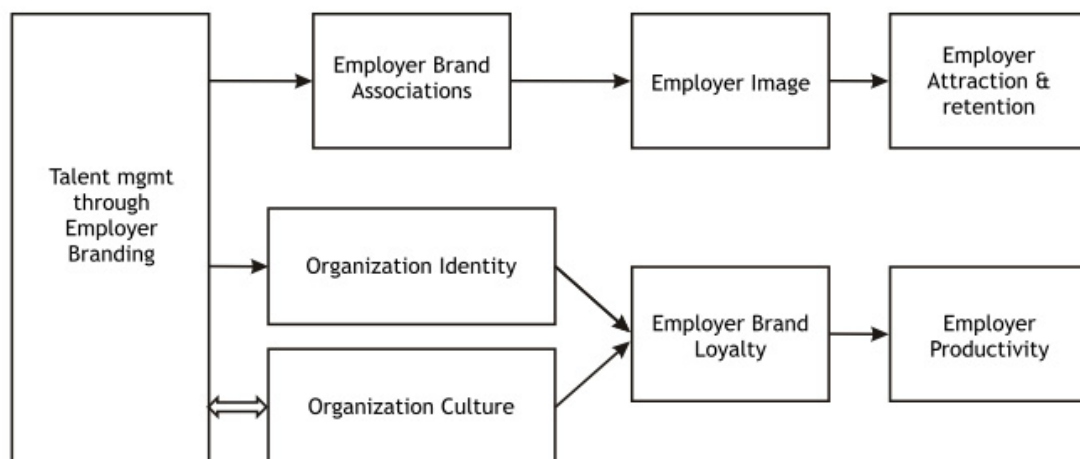 Talent mgmt
through
Employer
Branding
Employer Brand
Associations
Employer Image
Employer
Attraction &
retention
Organization Identity
Organization Culture
Employer Brand
Loyalty
Employer
Productivity